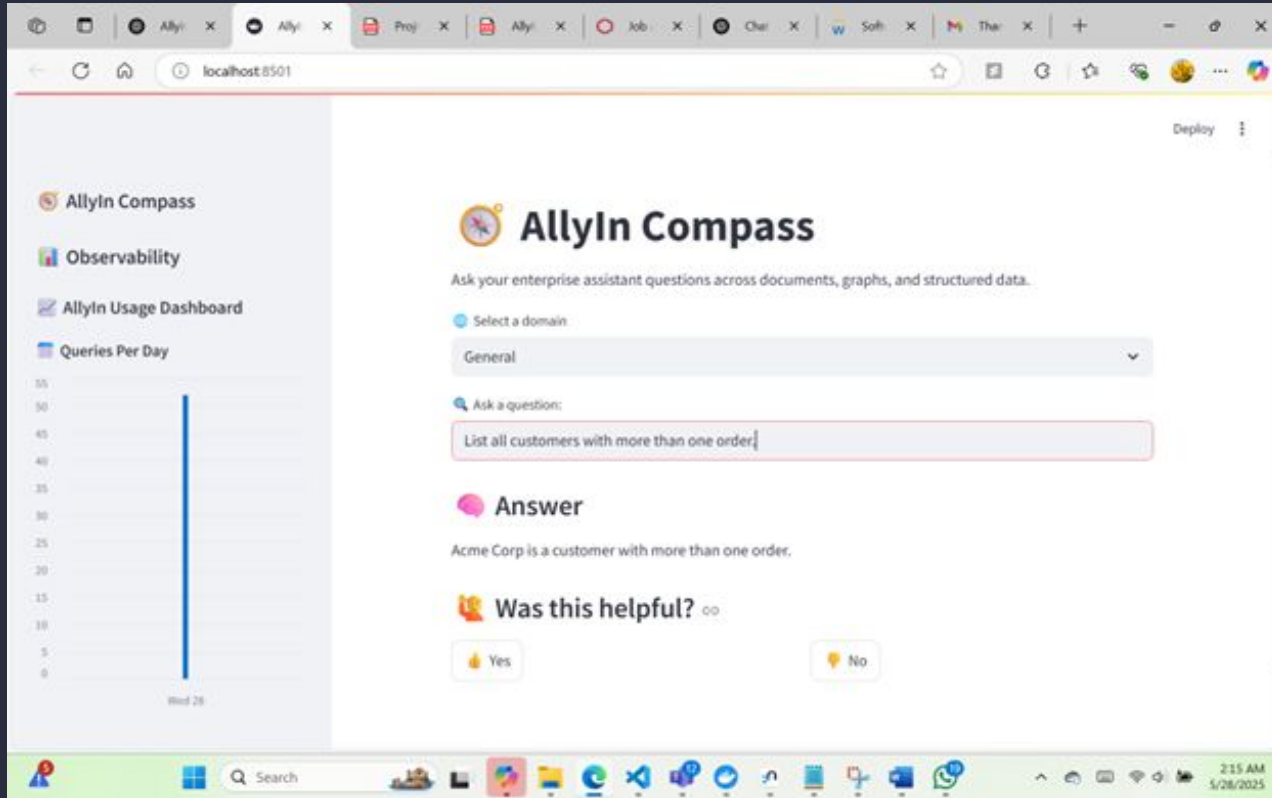 Ally
Ally
Proj
Ally
Job
Chat
Soft
Than
localhost:8501
Deploy
AllyIn Compass
Observability
AllyIn Usage Dashboard
Queries Per Day
55
50
45
40
35
30
25
20
15
10
5
0
Wed 28
AllyIn Compass
Ask your enterprise assistant questions across documents, graphs, and structured data.
Select a domain
General
Ask a question:
List all customers with more than one order.
Answer
Acme Corp is a customer with more than one order.
Was this helpful?
Yes
No
Search
2:15 AM
5/28/2025